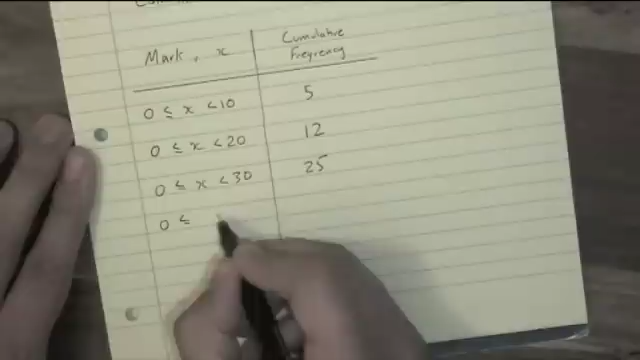 Mark, x Cumulative Frequency
0 ≤ x < 10 5
0 ≤ x < 20 12
0 ≤ x < 30 25
0 ≤